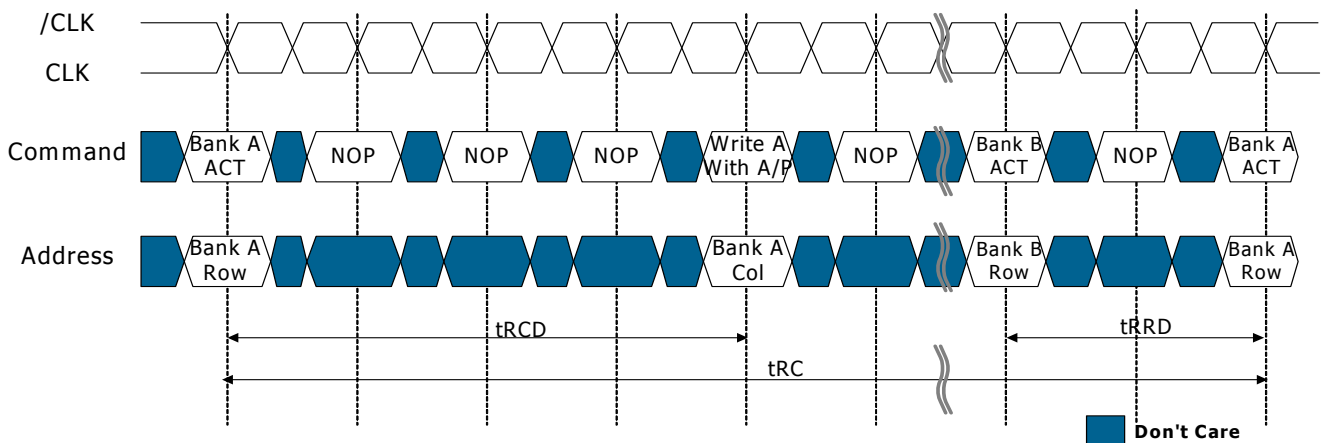 /CLK
CLK
Command
Bank A
ACT
NOP
NOP
NOP
Write A
With A/P
NOP
Bank B
ACT
NOP
Bank A
ACT
Address
Bank A
Row
Bank A
Col
Bank B
Row
Bank A
Row
tRCD
tRRD
tRC
Don't Care